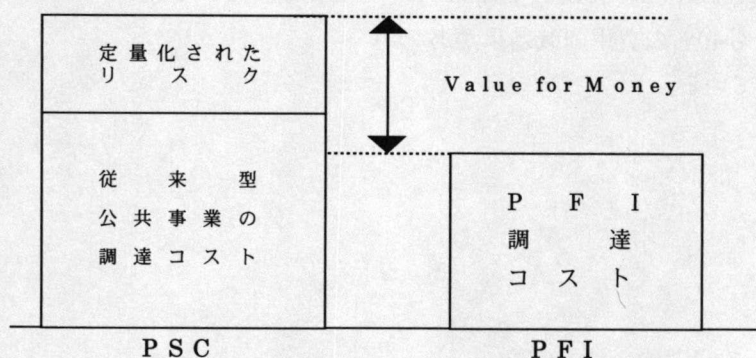 定量化された
リスク
Value for Money
従来型
公共事業の
調達コスト
PFI
調達
コスト
PSC
PFI